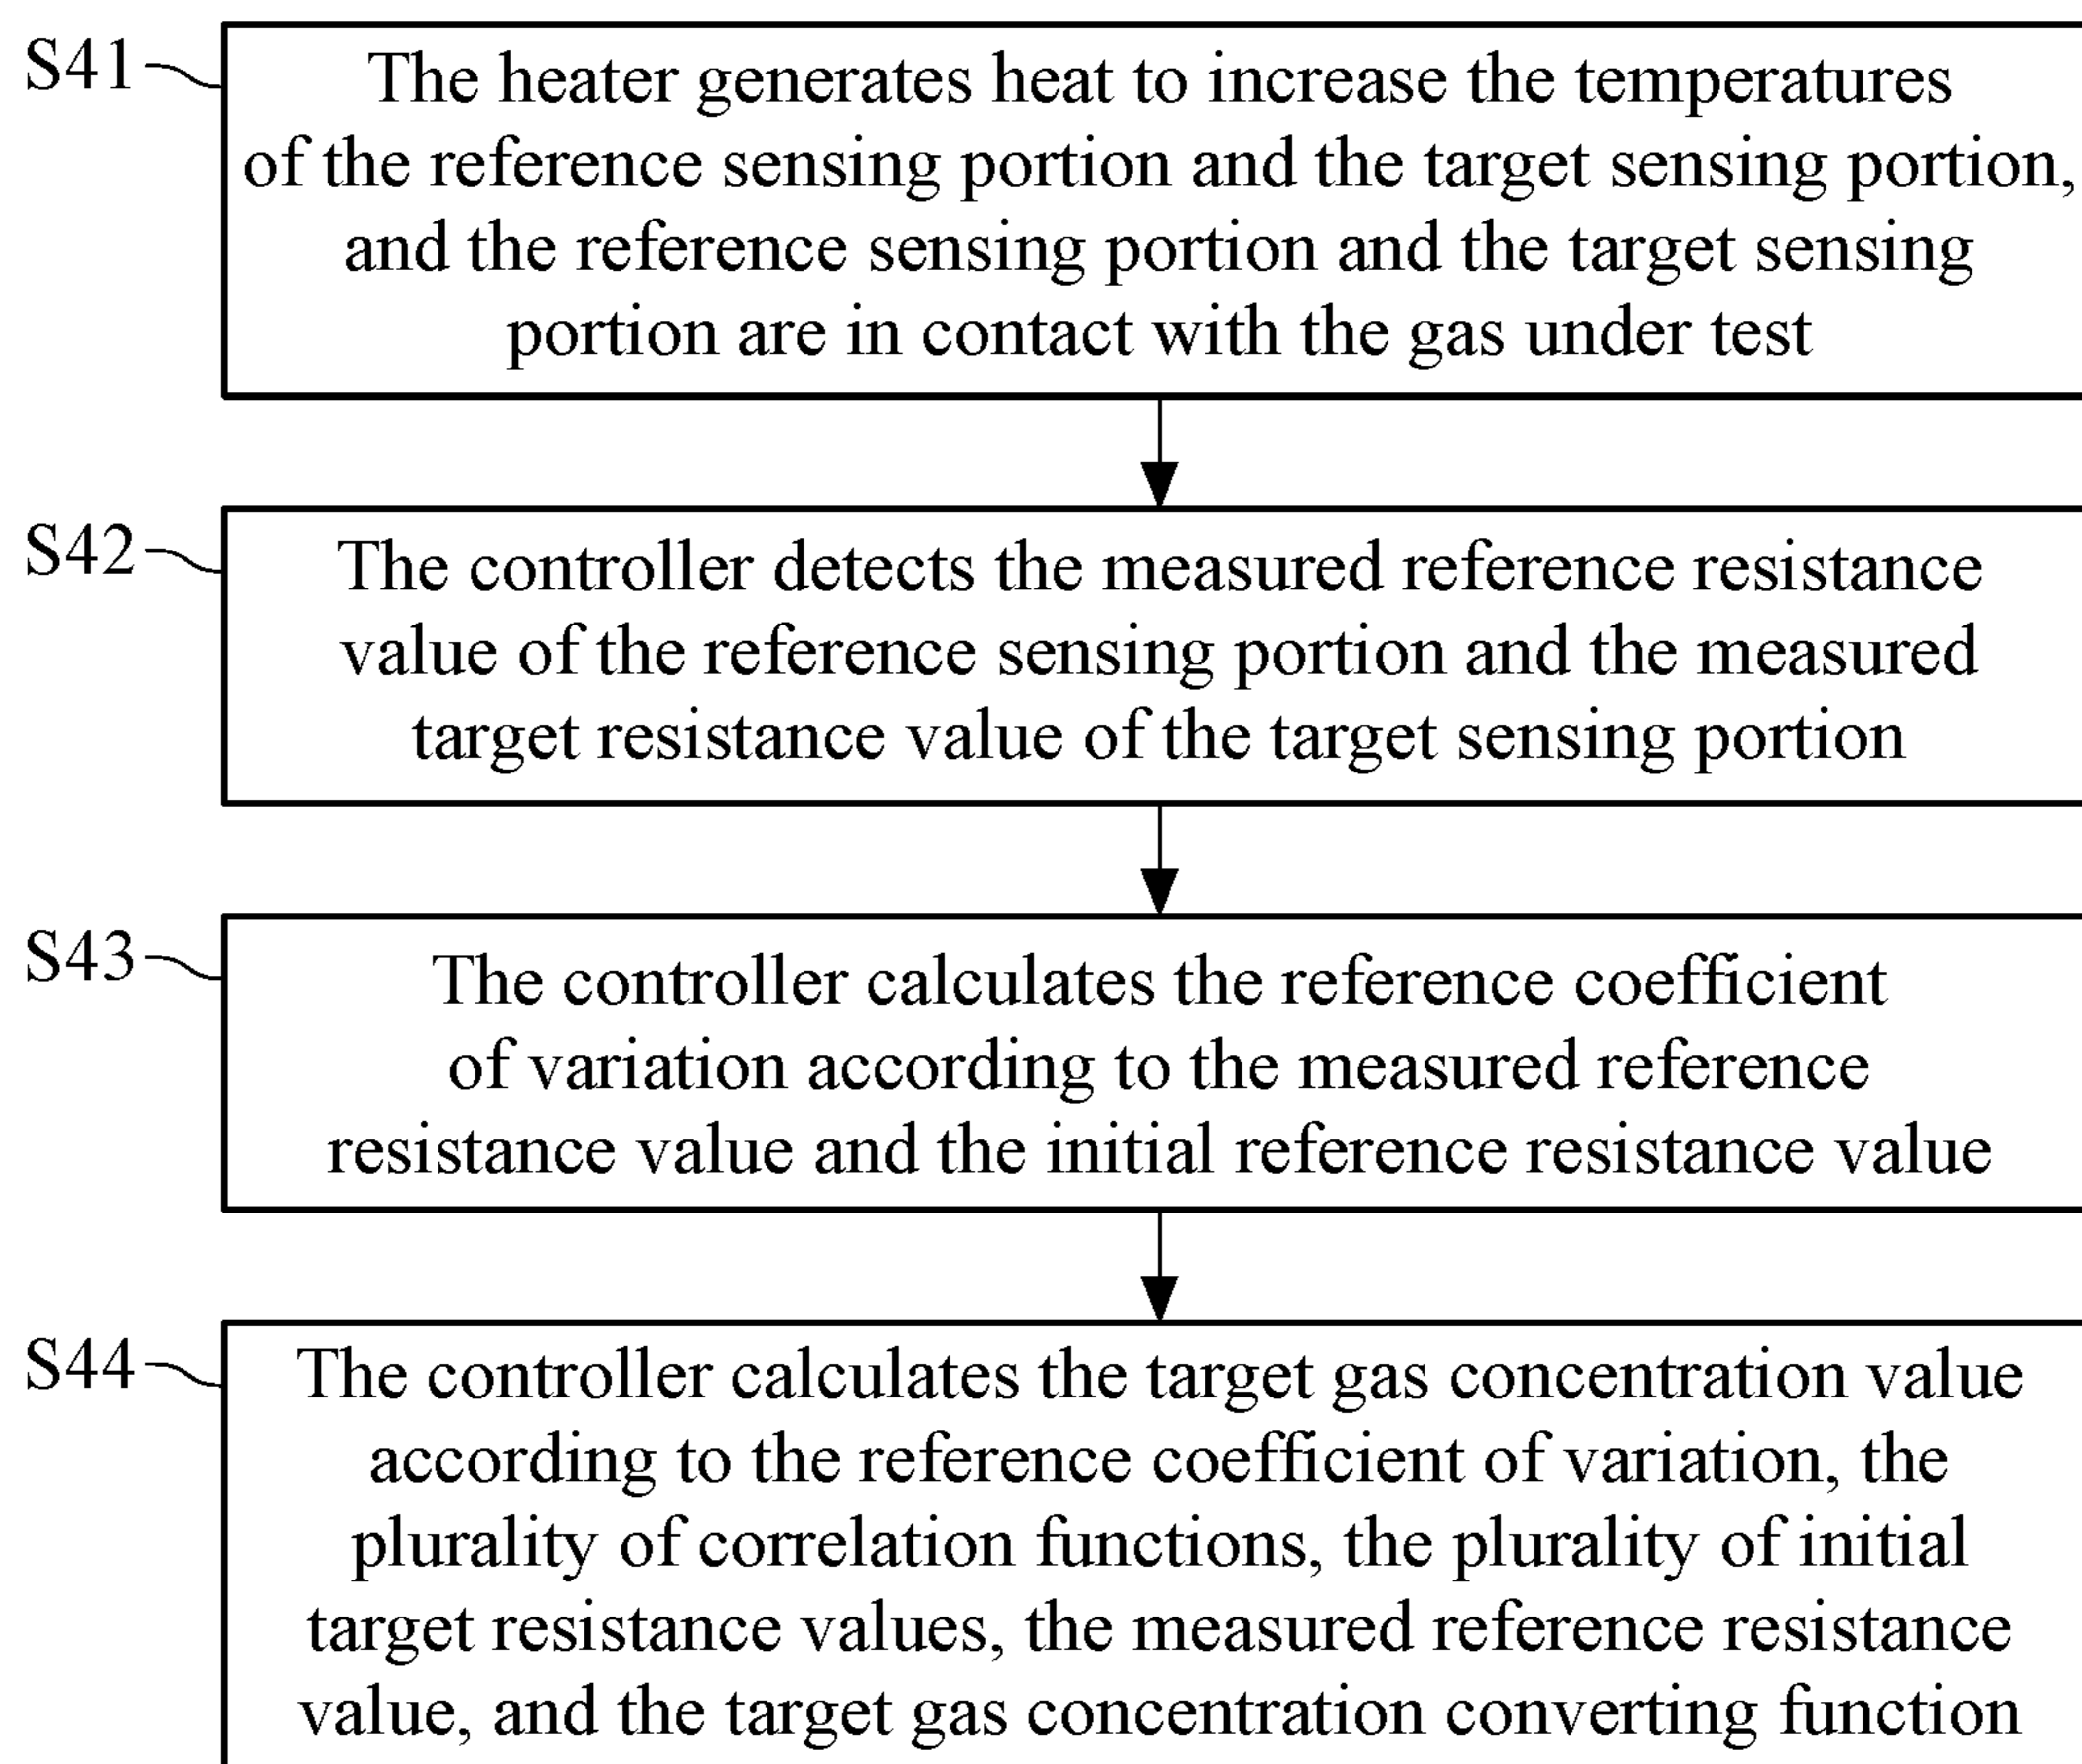 S41
The heater generates heat to increase the temperatures
of the reference sensing portion and the target sensing portion,
and the reference sensing portion and the target sensing
portion are in contact with the gas under test
S42
The controller detects the measured reference resistance
value of the reference sensing portion and the measured
target resistance value of the target sensing portion
S43
The controller calculates the reference coefficient
of variation according to the measured reference
resistance value and the initial reference resistance value
S44
The controller calculates the target gas concentration value
according to the reference coefficient of variation, the
plurality of correlation functions, the plurality of initial
target resistance values, the measured reference resistance
value, and the target gas concentration converting function